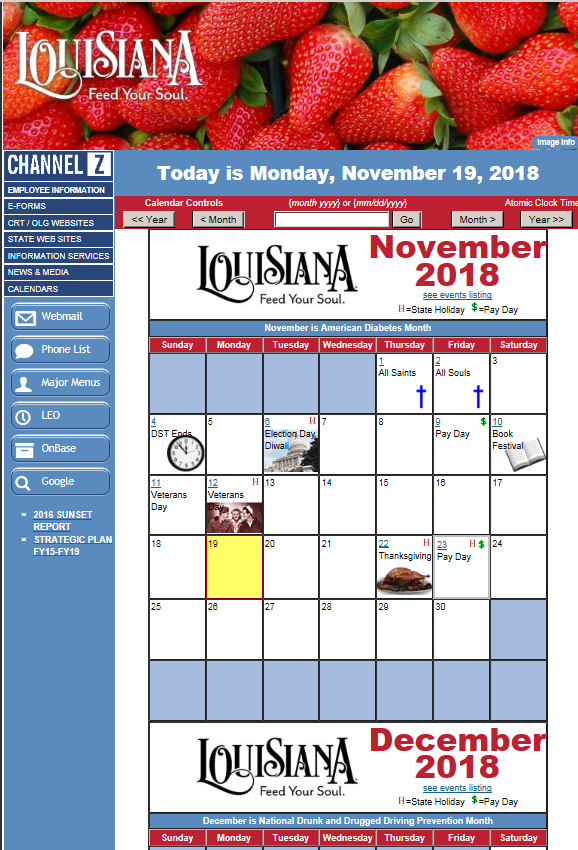 LOUISIANA
Feed Your Soul.
Image Info
CHANNEL Z
Today is Monday, November 19, 2018
EMPLOYEE INFORMATION
E-FORMS
CRT / OLG WEBSITES
STATE WEB SITES
INFORMATION SERVICES
NEWS & MEDIA
CALENDARS
Webmail
Phone List
Major Menus
LEO
OnBase
Google
2016 SUNSET
REPORT
STRATEGIC PLAN
FY15-FY19
Calendar Controls {month yyyy} or {mm/dd/yyyy} Atomic Clock Time
<< Year < Month Go Month > Year >>
LOUISIANA
Feed Your Soul.
November
2018
see events listing
H=State Holiday $=Pay Day
November is American Diabetes Month
Sunday Monday Tuesday Wednesday Thursday Friday Saturday
1 2 3
All Saints All Souls
4 5 6 H 7 8 9 $ 10
DST Ends Election Day Pay Day Book
Diwali Festival
11 12 H 13 14 15 16 17
Veterans Veterans
Day Day
18 19 20 21 22 H 23 H $ 24
Thanksgiving Pay Day
25 26 27 28 29 30
LOUISIANA
Feed Your Soul.
December
2018
see events listing
H=State Holiday $=Pay Day
December is National Drunk and Drugged Driving Prevention Month
Sunday Monday Tuesday Wednesday Thursday Friday Saturday